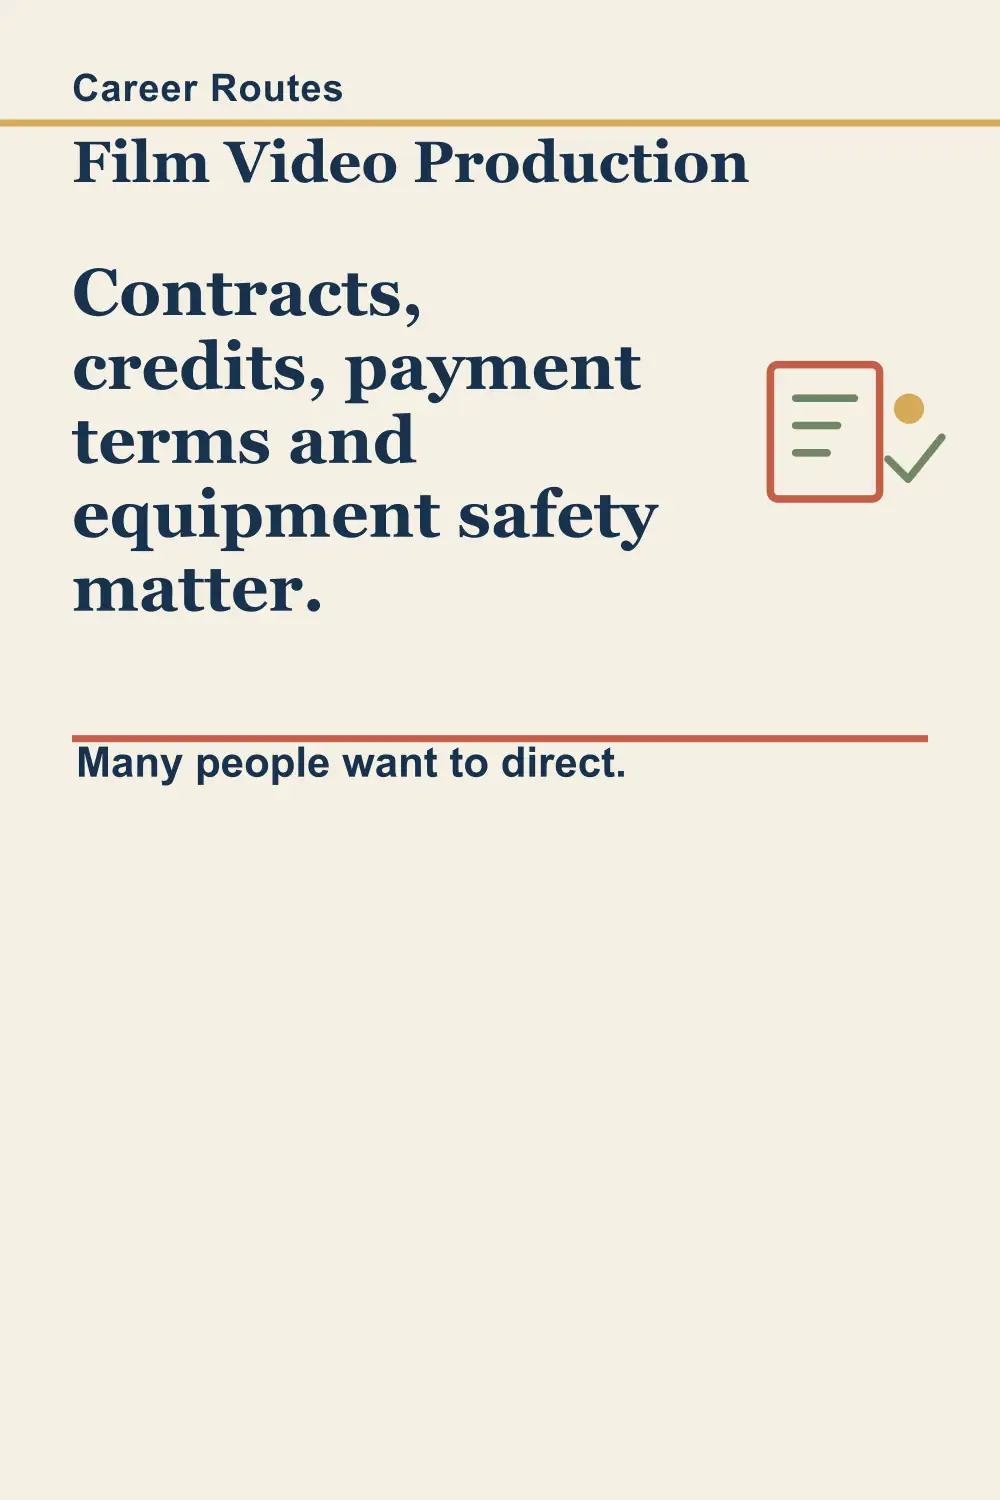 Career Routes
Film Video Production
Contracts,
credits, payment
terms and
equipment safety
matter.
Many people want to direct.